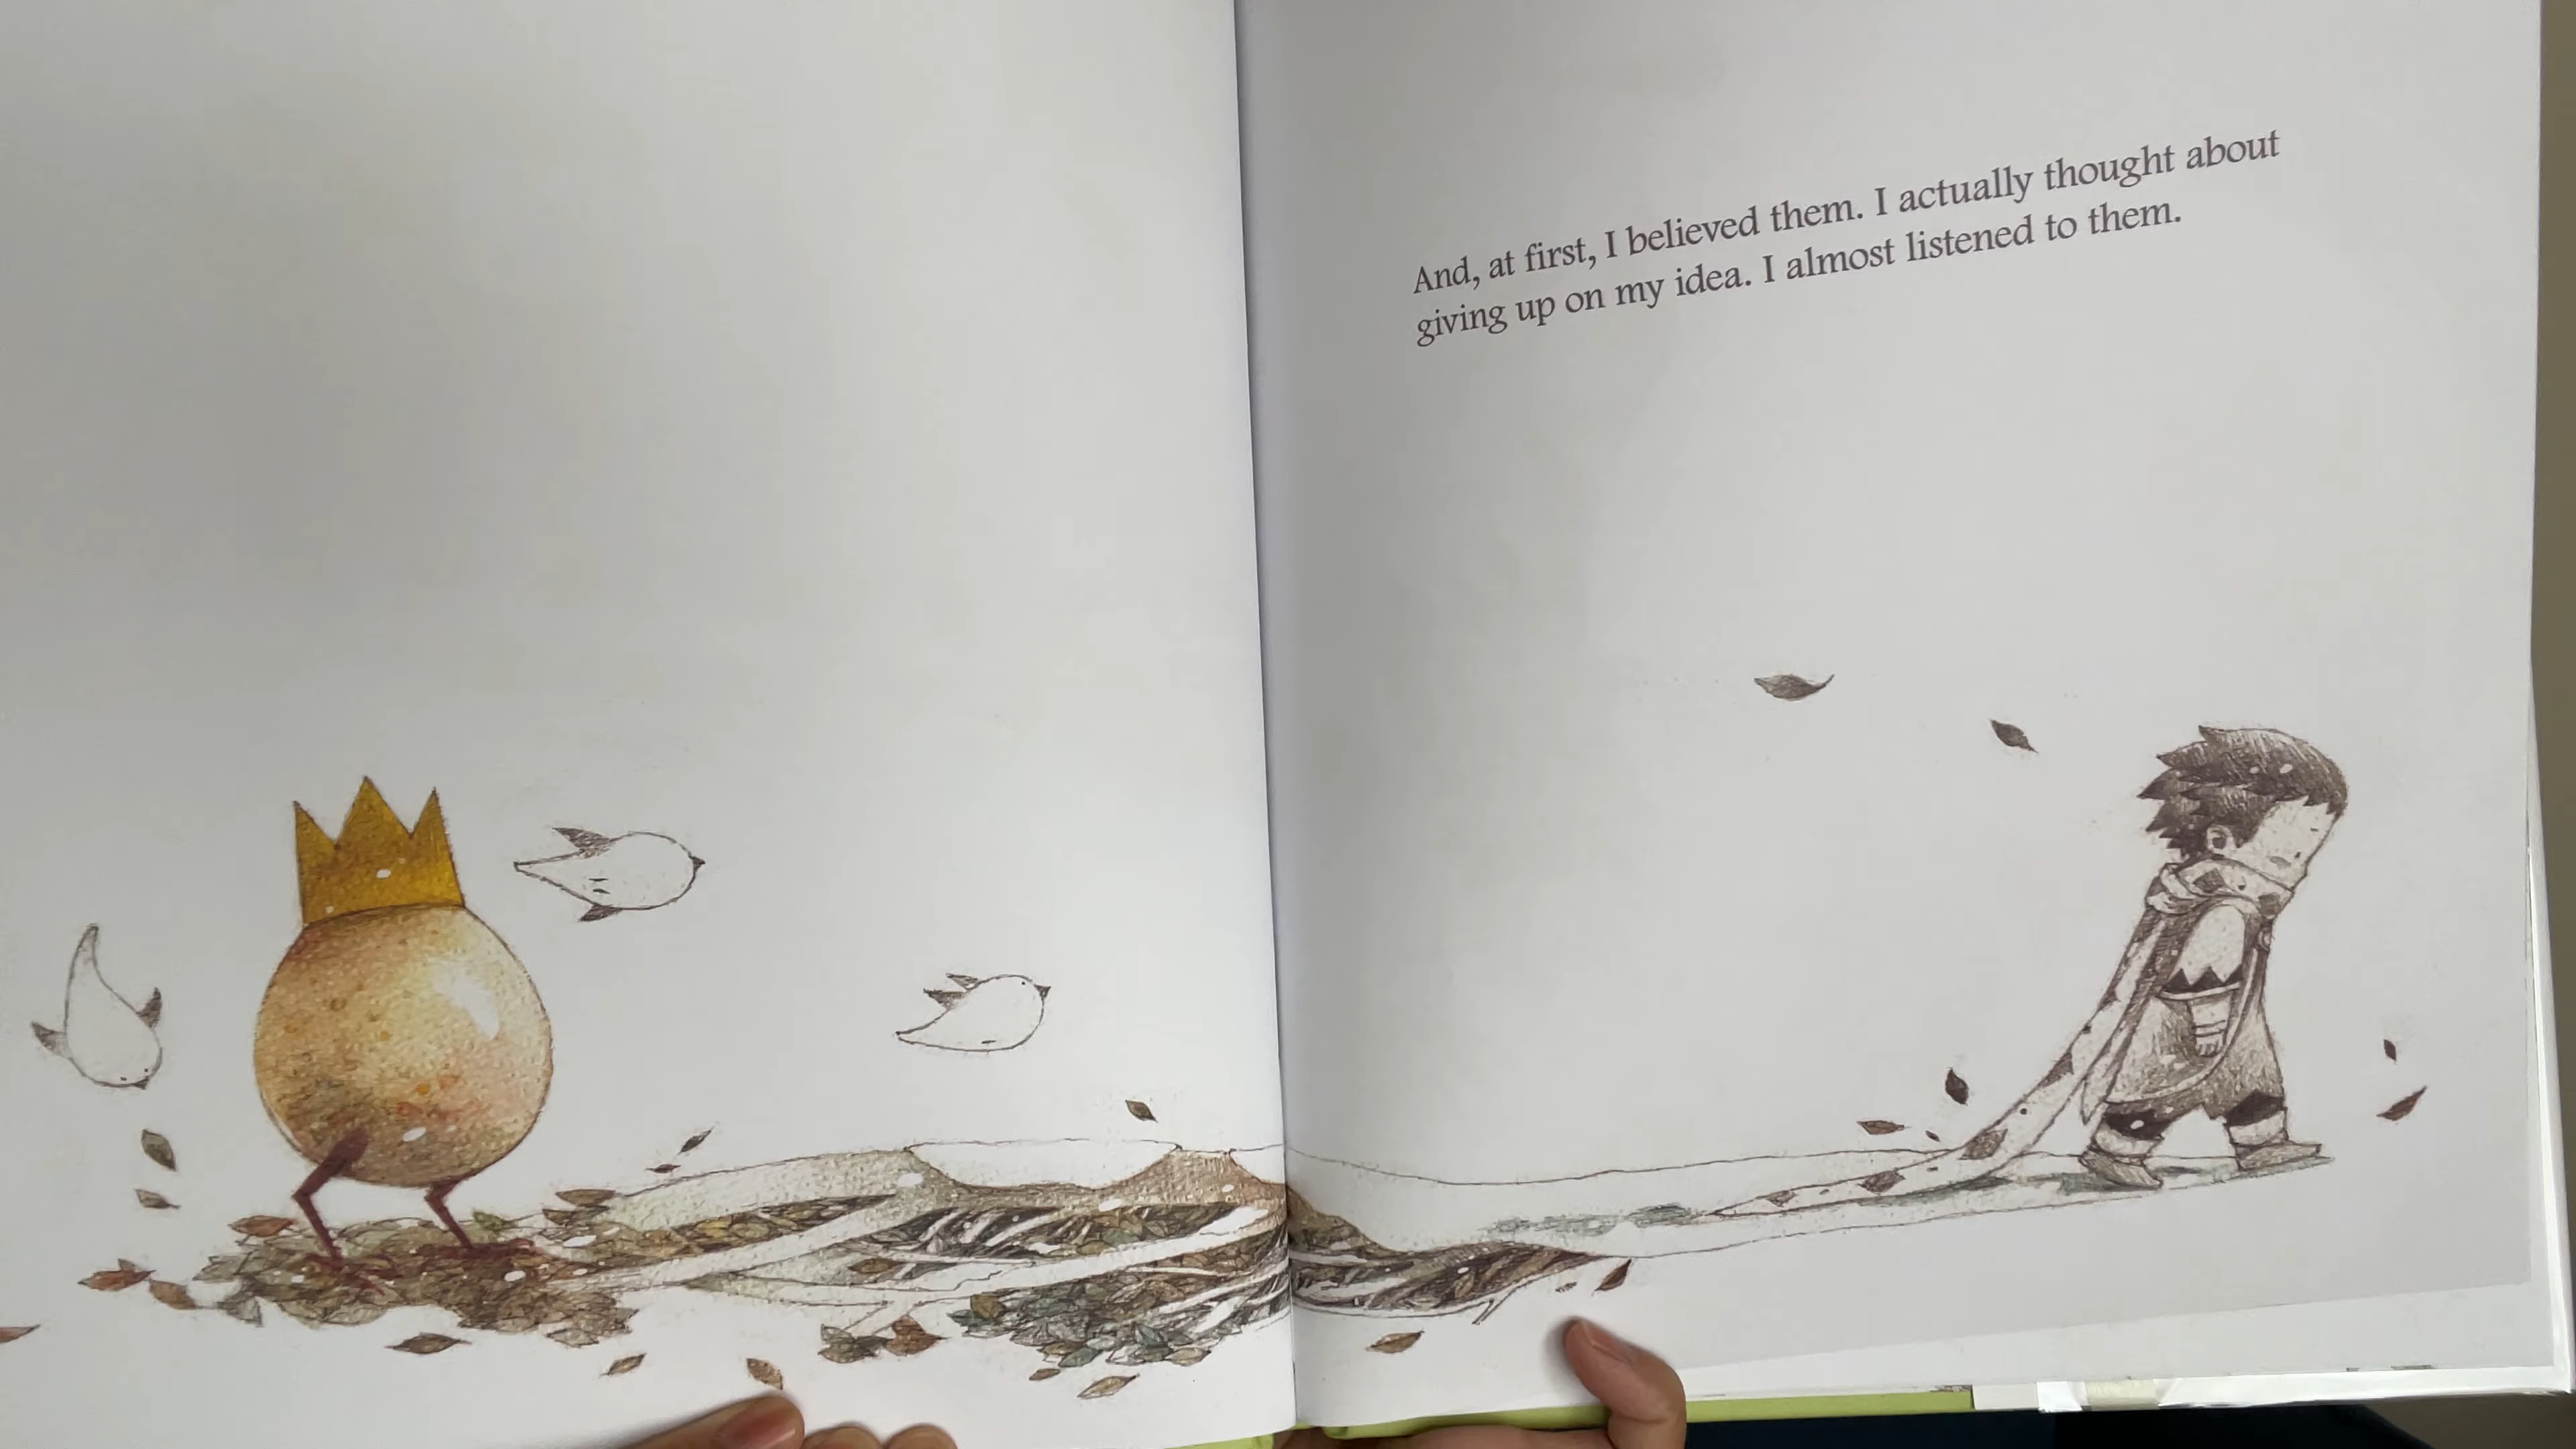 And, at first, I believed them. I actually thought about
giving up on my idea. I almost listened to them.